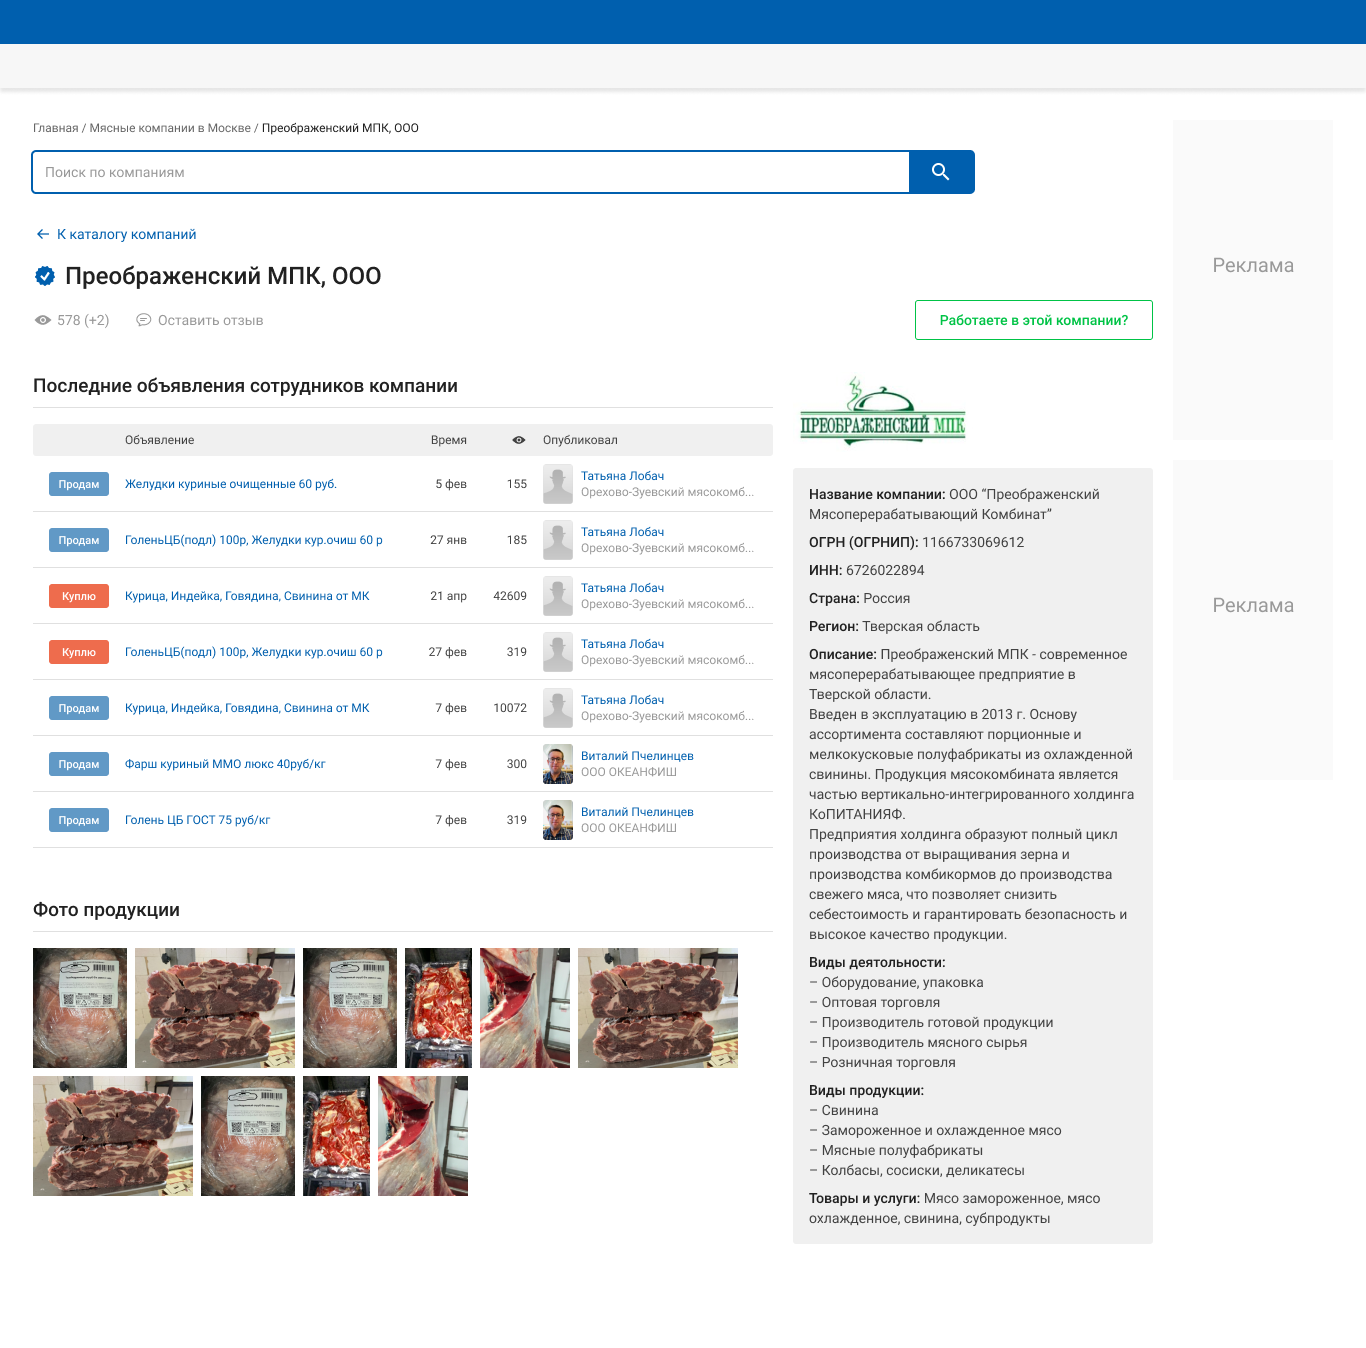 Главная / Мясные компании в Москве / Преображенский МПК, ООО
Поиск по компаниям
К каталогу компаний
Преображенский МПК, ООО
578 (+2) Оставить отзыв
Работаете в этой компании?
Последние объявления сотрудников компании
Объявление Время Опубликовал
Продам Желудки куриные очищенные 60 руб. 5 фев 155 Татьяна Лобач
Орехово-Зуевский мясокомб...
Продам ГоленьЦБ(подл) 100р, Желудки кур.очиш 60 р 27 янв 185 Татьяна Лобач
Орехово-Зуевский мясокомб...
Куплю Курица, Индейка, Говядина, Свинина от МК 21 апр 42609 Татьяна Лобач
Орехово-Зуевский мясокомб...
Куплю ГоленьЦБ(подл) 100р, Желудки кур.очиш 60 р 27 фев 319 Татьяна Лобач
Орехово-Зуевский мясокомб...
Продам Курица, Индейка, Говядина, Свинина от МК 7 фев 10072 Татьяна Лобач
Орехово-Зуевский мясокомб...
Продам Фарш куриный ММО люкс 40руб/кг 7 фев 300 Виталий Пчелинцев
ООО ОКЕАНФИШ
Продам Голень ЦБ ГОСТ 75 руб/кг 7 фев 319 Виталий Пчелинцев
ООО ОКЕАНФИШ
Фото продукции
ПРЕОБРАЖЕНСКИЙ МПК
Название компании: ООО “Преображенский
Мясоперерабатывающий Комбинат”
ОГРН (ОГРНИП): 1166733069612
ИНН: 6726022894
Страна: Россия
Регион: Тверская область
Описание: Преображенский МПК - современное
мясоперерабатывающее предприятие в
Тверской области.
Введен в эксплуатацию в 2013 г. Основу
ассортимента составляют порционные и
мелкокусковые полуфабрикаты из охлажденной
свинины. Продукция мясокомбината является
частью вертикально-интегрированного холдинга
КоПИТАНИЯФ.
Предприятия холдинга образуют полный цикл
производства от выращивания зерна и
производства комбикормов до производства
свежего мяса, что позволяет снизить
себестоимость и гарантировать безопасность и
высокое качество продукции.
Виды деятельности:
– Оборудование, упаковка
– Оптовая торговля
– Производитель готовой продукции
– Производитель мясного сырья
– Розничная торговля
Виды продукции:
– Свинина
– Замороженное и охлажденное мясо
– Мясные полуфабрикаты
– Колбасы, сосиски, деликатесы
Товары и услуги: Мясо замороженное, мясо
охлажденное, свинина, субпродукты
Реклама
Реклама